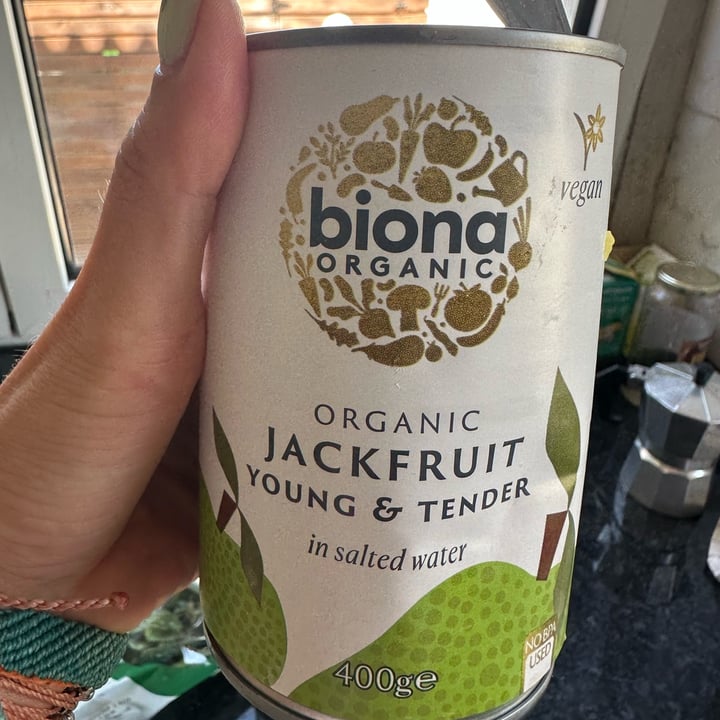 biona
ORGANIC
vegan
ORGANIC
JACKFRUIT
YOUNG & TENDER
in salted water
NO BPA
USED
400ge